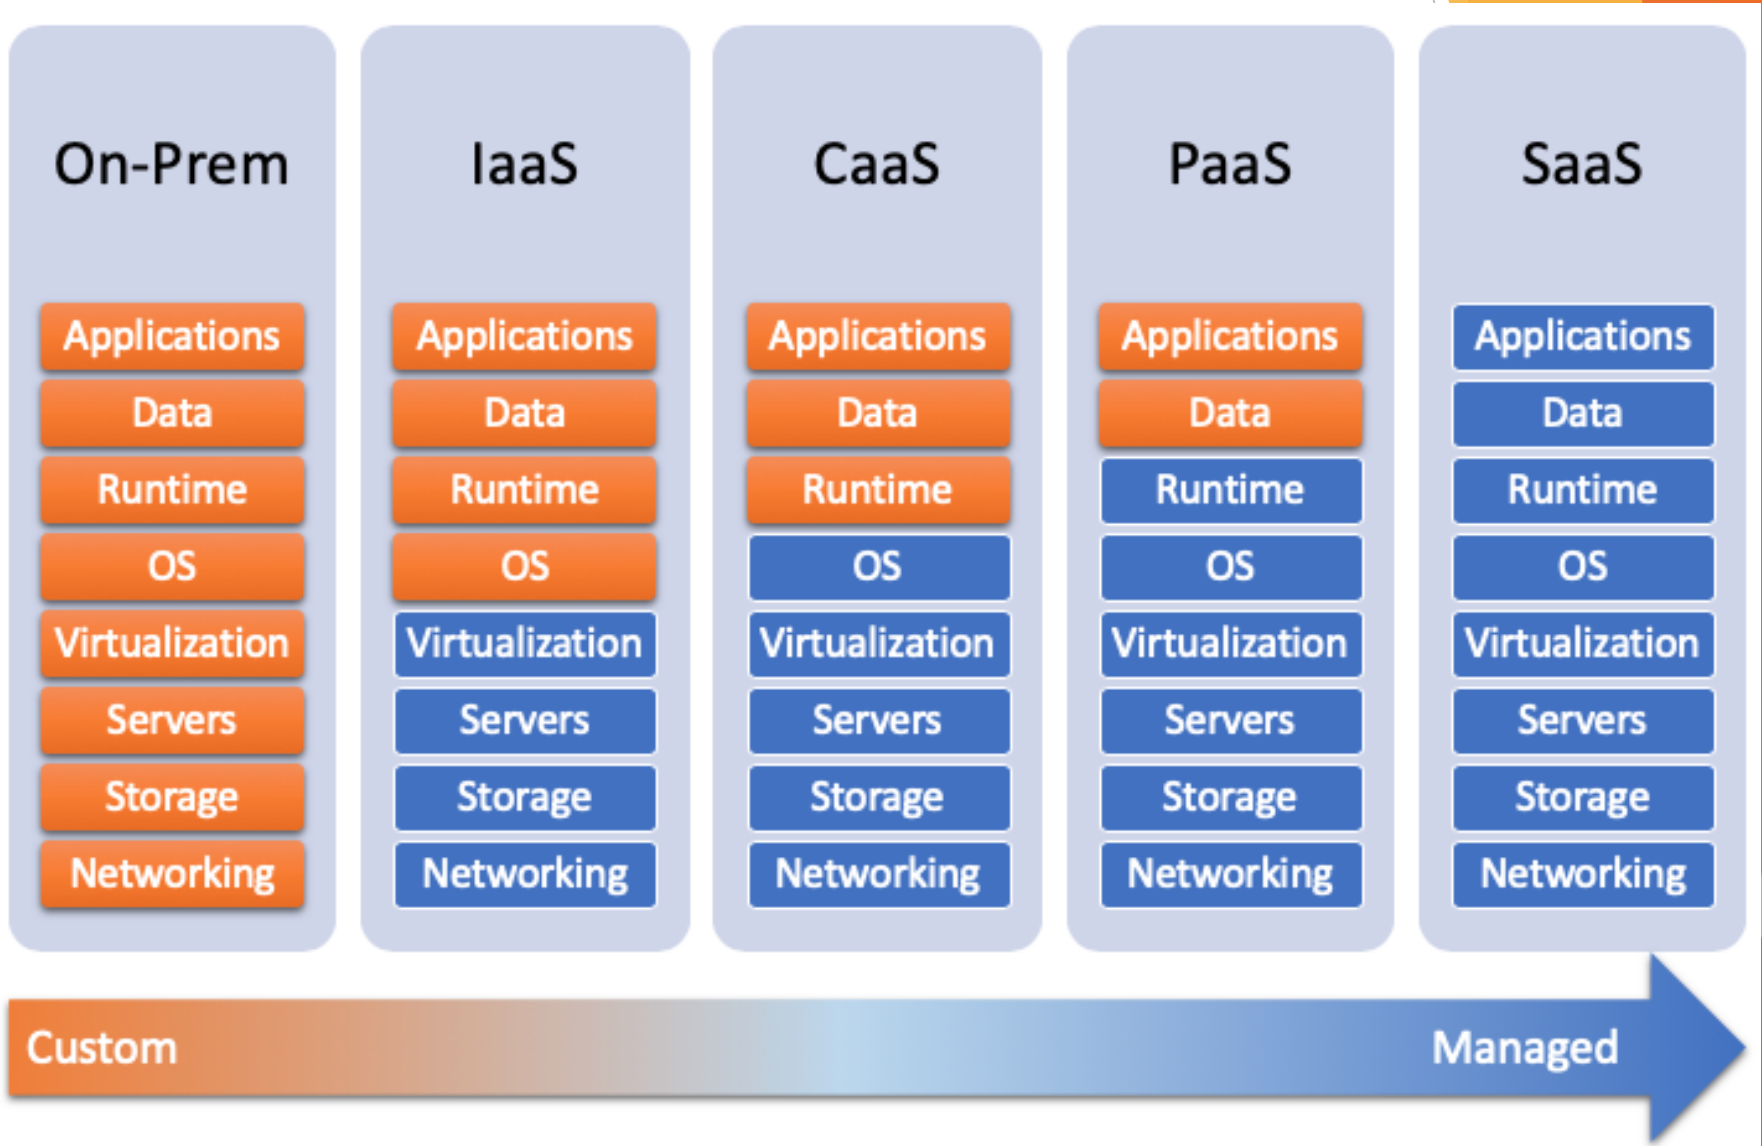 On-Prem
Applications
Data
Runtime
OS
Virtualization
Servers
Storage
Networking
IaaS
Applications
Data
Runtime
OS
Virtualization
Servers
Storage
Networking
CaaS
Applications
Data
Runtime
OS
Virtualization
Servers
Storage
Networking
PaaS
Applications
Data
Runtime
OS
Virtualization
Servers
Storage
Networking
SaaS
Applications
Data
Runtime
OS
Virtualization
Servers
Storage
Networking
Custom
Managed